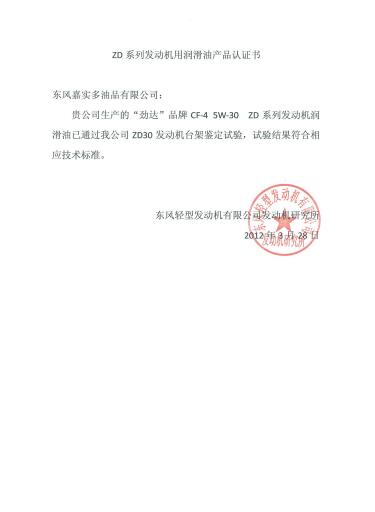 ZD 系列发动机用润滑油产品认证书
东风嘉实多油品有限公司：
贵公司生产的“劲达”品牌 CF-4 5W-30 ZD 系列发动机润
滑油已通过我公司 ZD30 发动机台架鉴定试验，试验结果符合相
应技术标准。
东风轻型发动机有限公司发动机研究所
2012 年 3 月 28 日
东风轻型发动机有限公司
发动机研究所